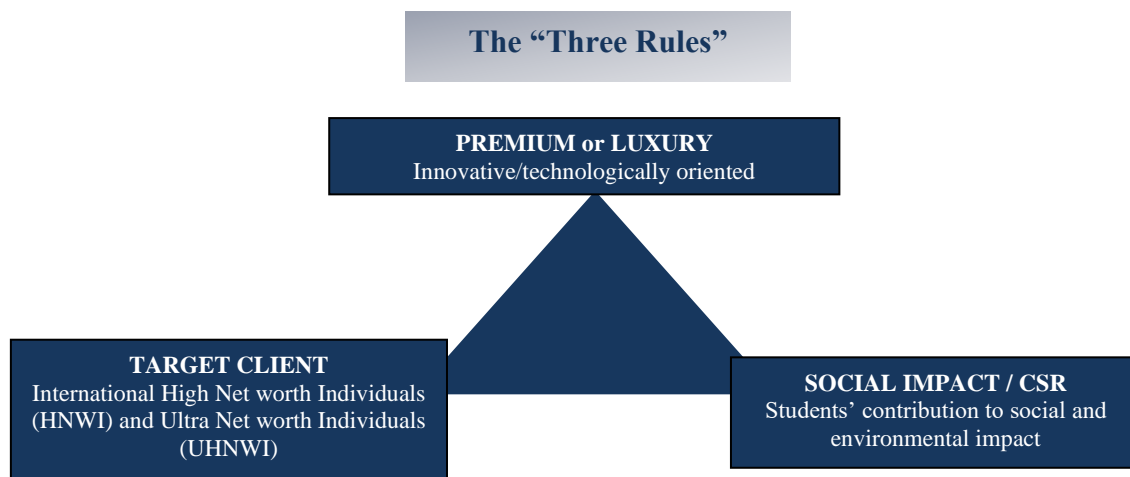 The “Three Rules”
PREMIUM or LUXURY
Innovative/technologically oriented
TARGET CLIENT
International High Net worth Individuals
(HNWI) and Ultra Net worth Individuals
(UHNWI)
SOCIAL IMPACT / CSR
Students’ contribution to social and
environmental impact